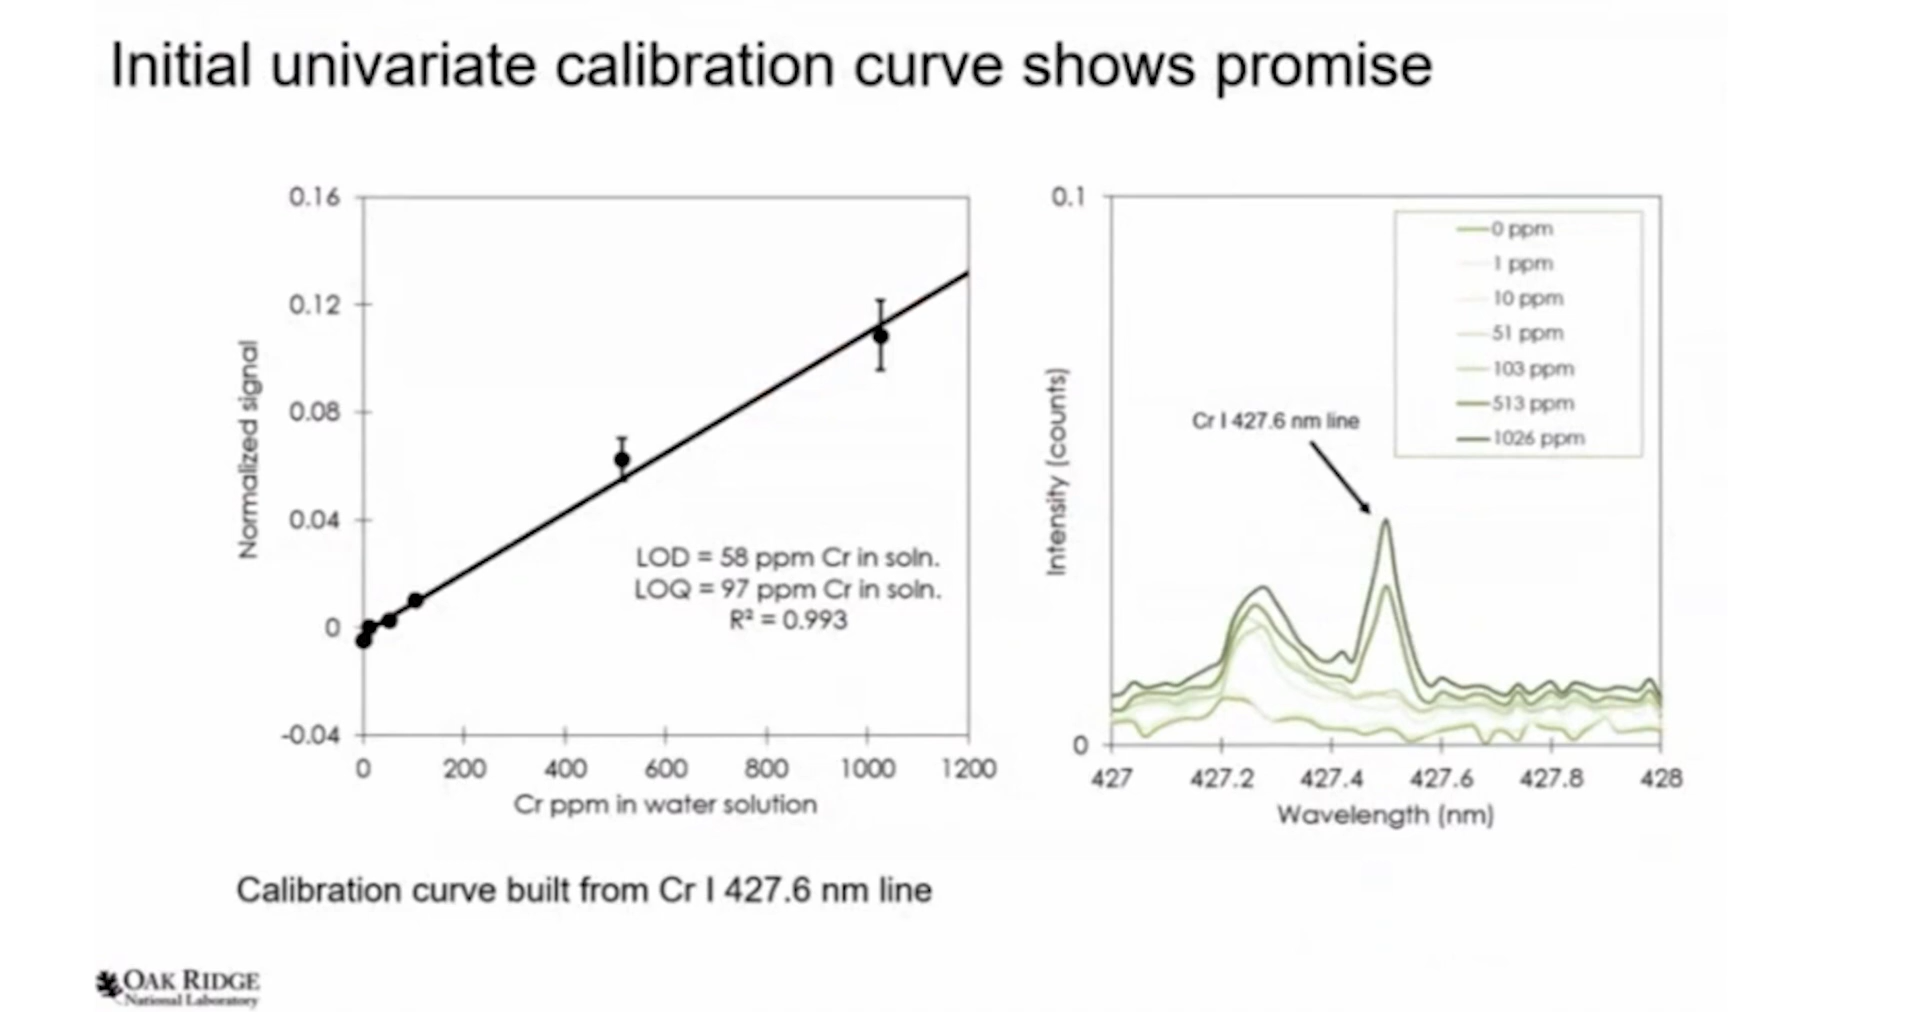 Initial univariate calibration curve shows promise
0.16
0.12
0.08
0.04
0
-0.04
Normalized signal
LOD = 58 ppm Cr in soln.
LOQ = 97 ppm Cr in soln.
R² = 0.993
0 200 400 600 800 1000 1200
Cr ppm in water solution
0.1
0
Intensity (counts)
Cr I 427.6 nm line
0 ppm
1 ppm
10 ppm
51 ppm
103 ppm
513 ppm
1026 ppm
427 427.2 427.4 427.6 427.8 428
Wavelength (nm)
Calibration curve built from Cr I 427.6 nm line
OAK RIDGE
National Laboratory